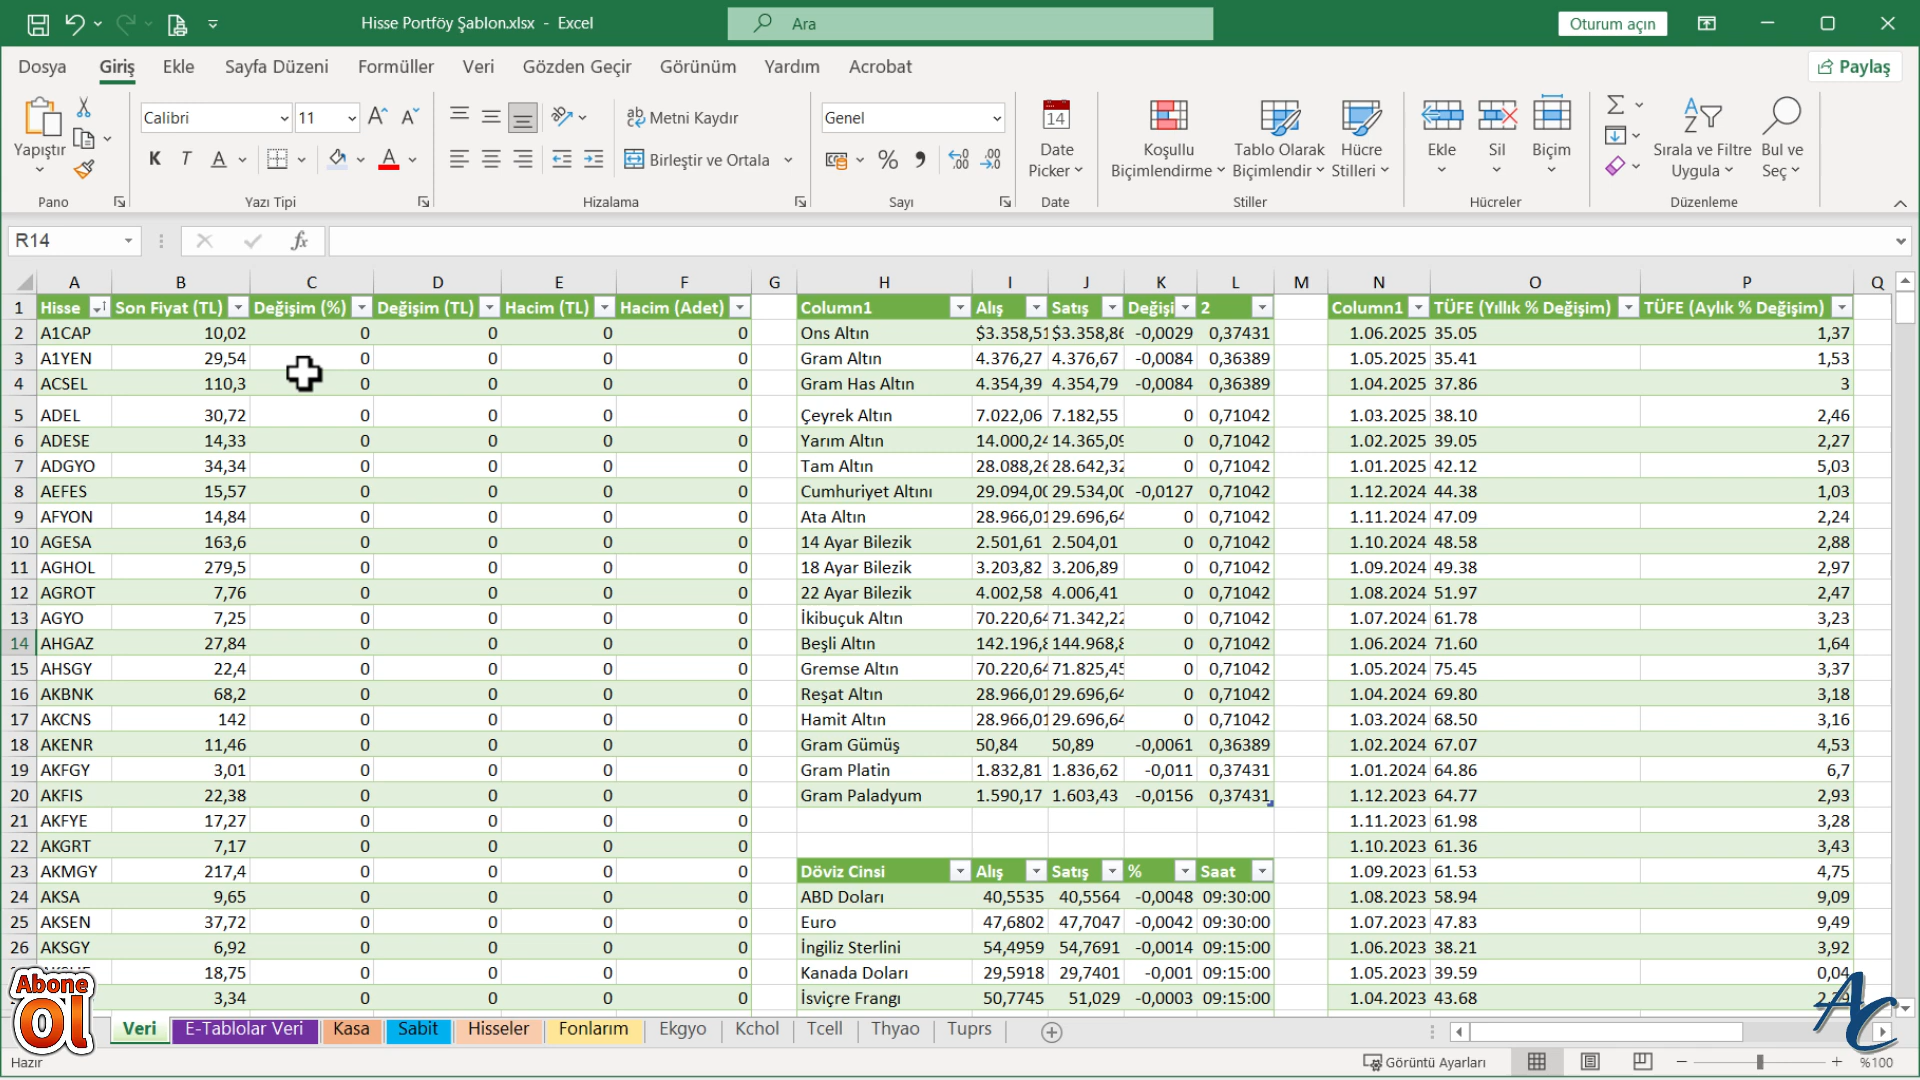 Hisse Portföy Şablon.xlsx - Excel
Ara
Oturum açın
Dosya Giriş Ekle Sayfa Düzeni Formüller Veri Gözden Geçir Görünüm Yardım Acrobat
Paylaş
Yapıştır
Calibri 11
K T A A
Metni Kaydır
Birleştir ve Ortala
Genel
%
14
Date Picker
Koşullu Biçimlendirme
Tablo Olarak Biçimlendir
Hücre Stilleri
Ekle
Sil
Biçim
Sırala ve Filtre Uygula
Bul ve Seç
Pano Yazı Tipi Hizalama Sayı Date Stiller Hücreler Düzenleme
R14 fx
A B C D E F G H I J K L M N O P Q
1 Hisse Son Fiyat (TL) Değişim (%) Değişim (TL) Hacim (TL) Hacim (Adet) Column1 Alış Satış Değişi 2 Column1 TÜFE (Yıllık % Değişim) TÜFE (Aylık % Değişim)
2 A1CAP 10,02 0 0 0 0 Ons Altın $3.358,51 $3.358,86 -0,0029 0,37431 1.06.2025 35.05 1,37
3 A1YEN 29,54 0 0 0 0 Gram Altın 4.376,27 4.376,67 -0,0084 0,36389 1.05.2025 35.41 1,53
4 ACSEL 110,3 0 0 0 0 Gram Has Altın 4.354,39 4.354,79 -0,0084 0,36389 1.04.2025 37.86 3
5 ADEL 30,72 0 0 0 0 Çeyrek Altın 7.022,06 7.182,55 0 0,71042 1.03.2025 38.10 2,46
6 ADESE 14,33 0 0 0 0 Yarım Altın 14.000,24 14.365,09 0 0,71042 1.02.2025 39.05 2,27
7 ADGYO 34,34 0 0 0 0 Tam Altın 28.088,26 28.642,32 0 0,71042 1.01.2025 42.12 5,03
8 AEFES 15,57 0 0 0 0 Cumhuriyet Altını 29.094,00 29.534,00 -0,0127 0,71042 1.12.2024 44.38 1,03
9 AFYON 14,84 0 0 0 0 Ata Altın 28.966,01 29.696,64 0 0,71042 1.11.2024 47.09 2,24
10 AGESA 163,6 0 0 0 0 14 Ayar Bilezik 2.501,61 2.504,01 0 0,71042 1.10.2024 48.58 2,88
11 AGHOL 279,5 0 0 0 0 18 Ayar Bilezik 3.203,82 3.206,89 0 0,71042 1.09.2024 49.38 2,97
12 AGROT 7,76 0 0 0 0 22 Ayar Bilezik 4.002,58 4.006,41 0 0,71042 1.08.2024 51.97 2,47
13 AGYO 7,25 0 0 0 0 İkibuçuk Altın 70.220,64 71.342,22 0 0,71042 1.07.2024 61.78 3,23
14 AHGAZ 27,84 0 0 0 0 Beşli Altın 142.196,8 144.968,8 0 0,71042 1.06.2024 71.60 1,64
15 AHSGY 22,4 0 0 0 0 Gremse Altın 70.220,64 71.825,45 0 0,71042 1.05.2024 75.45 3,37
16 AKBNK 68,2 0 0 0 0 Reşat Altın 28.966,01 29.696,64 0 0,71042 1.04.2024 69.80 3,18
17 AKCNS 142 0 0 0 0 Hamit Altın 28.966,01 29.696,64 0 0,71042 1.03.2024 68.50 3,16
18 AKENR 11,46 0 0 0 0 Gram Gümüş 50,84 50,89 -0,0061 0,36389 1.02.2024 67.07 4,53
19 AKFGY 3,01 0 0 0 0 Gram Platin 1.832,81 1.836,62 -0,011 0,37431 1.01.2024 64.86 6,7
20 AKFIS 22,38 0 0 0 0 Gram Paladyum 1.590,17 1.603,43 -0,0156 0,37431 1.12.2023 64.77 2,93
21 AKFYE 17,27 0 0 0 0 1.11.2023 61.98 3,28
22 AKGRT 7,17 0 0 0 0 1.10.2023 61.36 3,43
23 AKMGY 217,4 0 0 0 0 Döviz Cinsi Alış Satış % Saat 1.09.2023 61.53 4,75
24 AKSA 9,65 0 0 0 0 ABD Doları 40,5535 40,5564 -0,0048 09:30:00 1.08.2023 58.94 9,09
25 AKSEN 37,72 0 0 0 0 Euro 47,6802 47,7047 -0,0042 09:30:00 1.07.2023 47.83 9,49
26 AKSGY 6,92 0 0 0 0 İngiliz Sterlini 54,4959 54,7691 -0,0014 09:15:00 1.06.2023 38.21 3,92
18,75 0 0 0 0 Kanada Doları 29,5918 29,7401 -0,001 09:15:00 1.05.2023 39.59 0,04
3,34 0 0 0 0 İsviçre Frangı 50,7745 51,029 -0,0003 09:15:00 1.04.2023 43.68
Abone Ol
AC
Veri E-Tablolar Veri Kasa Sabit Hisseler Fonlarım Ekgyo Kchol Tcell Thyao Tuprs
Hazır Görüntü Ayarları %100